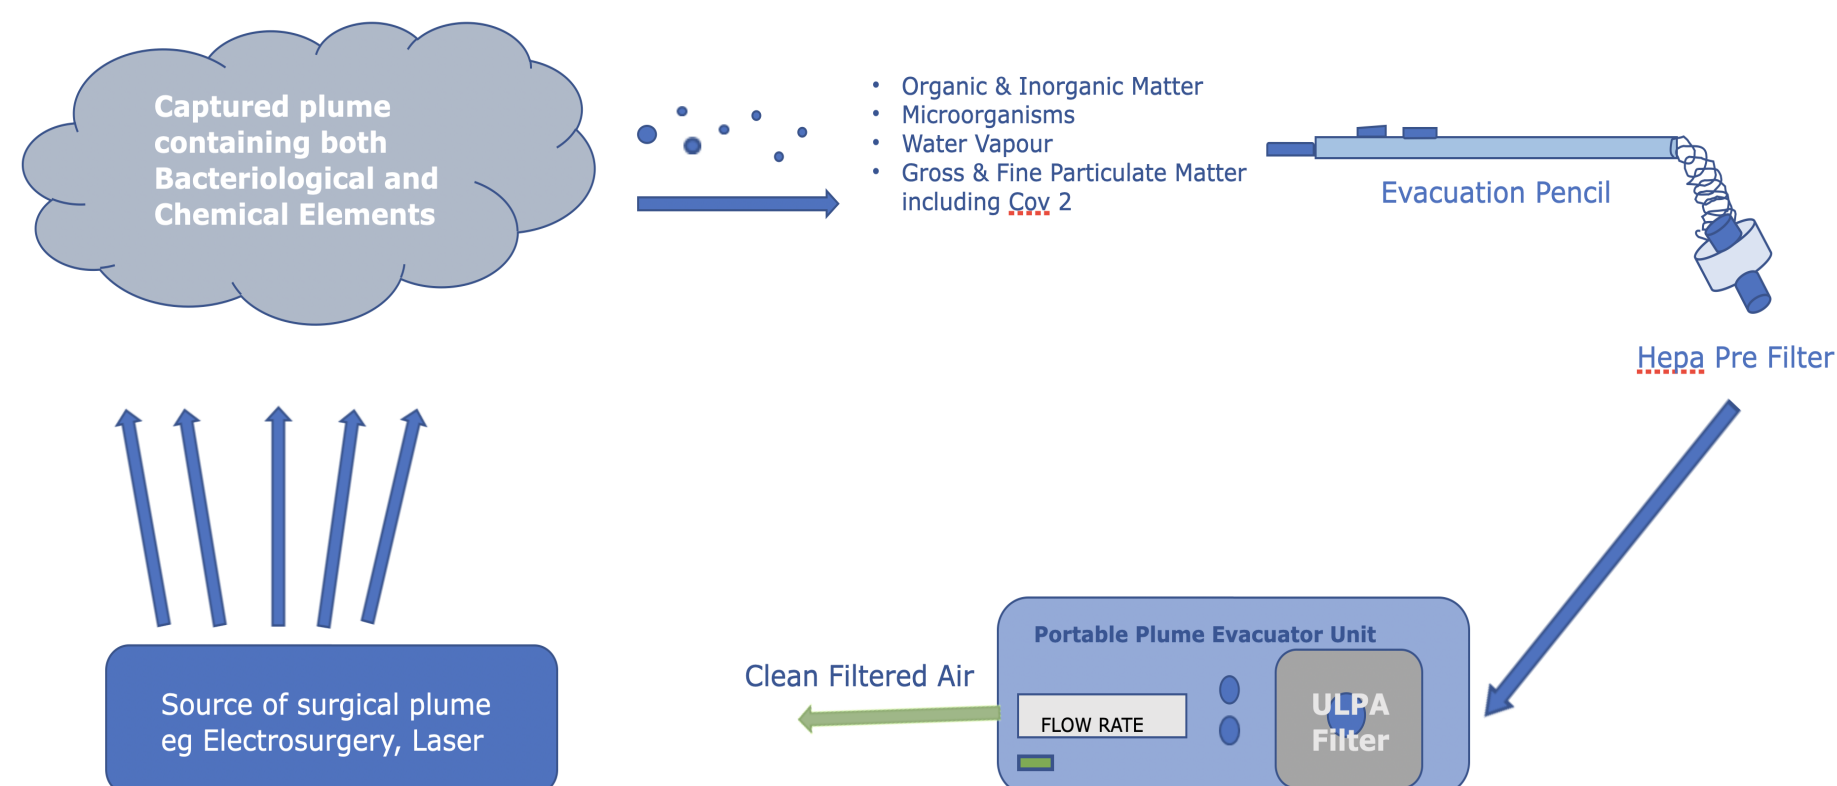 Captured plume
containing both
Bacteriological and
Chemical Elements
• Organic & Inorganic Matter
• Microorganisms
• Water Vapour
• Gross & Fine Particulate Matter
including Cov 2
Evacuation Pencil
Hepa Pre Filter
Source of surgical plume
eg Electrosurgery, Laser
Clean Filtered Air
Portable Plume Evacuator Unit
FLOW RATE
ULPA
Filter